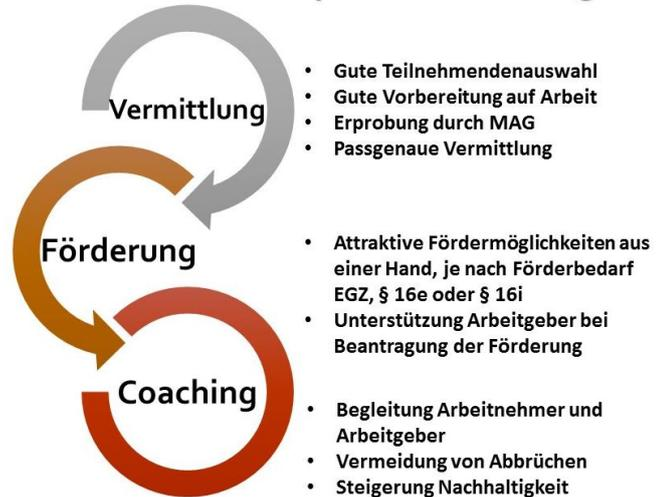 Vermittlung
• Gute Teilnehmendenauswahl
• Gute Vorbereitung auf Arbeit
• Erprobung durch MAG
• Passgenaue Vermittlung
Förderung
• Attraktive Fördermöglichkeiten aus
einer Hand, je nach Förderbedarf
EGZ, § 16e oder § 16i
• Unterstützung Arbeitgeber bei
Beantragung der Förderung
Coaching
• Begleitung Arbeitnehmer und
Arbeitgeber
• Vermeidung von Abbrüchen
• Steigerung Nachhaltigkeit